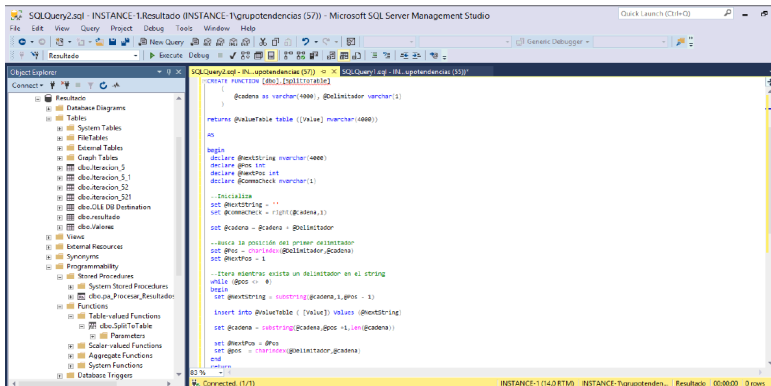 SQLQuery2.sql - INSTANCE-1.Resultado (INSTANCE-1\grupotendencias (57)) - Microsoft SQL Server Management Studio
Quick Launch (Ctrl+Q)
File Edit View Query Project Debug Tools Window Help
New Query
Generic Debugger
Resultado
Execute Debug
Object Explorer
SQLQuery2.sql - IN...upotendencias (57))
SQLQuery1.sql - IN...upotendencias (55))*
Connect
Resultado
Database Diagrams
Tables
System Tables
FileTables
External Tables
Graph Tables
dbo.Iteracion_5
dbo.Iteracion_5_1
dbo.Iteracion_52
dbo.Iteracion_521
dbo.OLE DB Destination
dbo.resultado
dbo.Valores
Views
External Resources
Synonyms
Programmability
Stored Procedures
System Stored Procedures
dbo.pa_Procesar_Resultados
Functions
Table-valued Functions
dbo.SplitToTable
Parameters
Scalar-valued Functions
Aggregate Functions
System Functions
Database Triggers
CREATE FUNCTION [dbo].[SplitToTable]
(
@cadena as varchar(4000), @Delimitador varchar(1)
)
returns @ValueTable table ([Value] nvarchar(4000))
AS
begin
declare @NextString nvarchar(4000)
declare @Pos int
declare @NextPos int
declare @CommaCheck nvarchar(1)
--Inicializa
set @NextString = ''
set @CommaCheck = right(@cadena,1)
set @cadena = @cadena + @Delimitador
--Busca la posición del primer delimitador
set @Pos = charindex(@Delimitador,@cadena)
set @NextPos = 1
--Itera mientras exista un delimitador en el string
while (@pos <> 0)
begin
set @NextString = substring(@cadena,1,@Pos - 1)
insert into @ValueTable ( [Value]) Values (@NextString)
set @cadena = substring(@cadena,@pos +1,len(@cadena))
set @NextPos = @Pos
set @pos = charindex(@Delimitador,@cadena)
end
return
83 %
Connected. (1/1)
INSTANCE-1 (14.0 RTM)
INSTANCE-1\grupotenden...
Resultado
00:00:00
0 rows